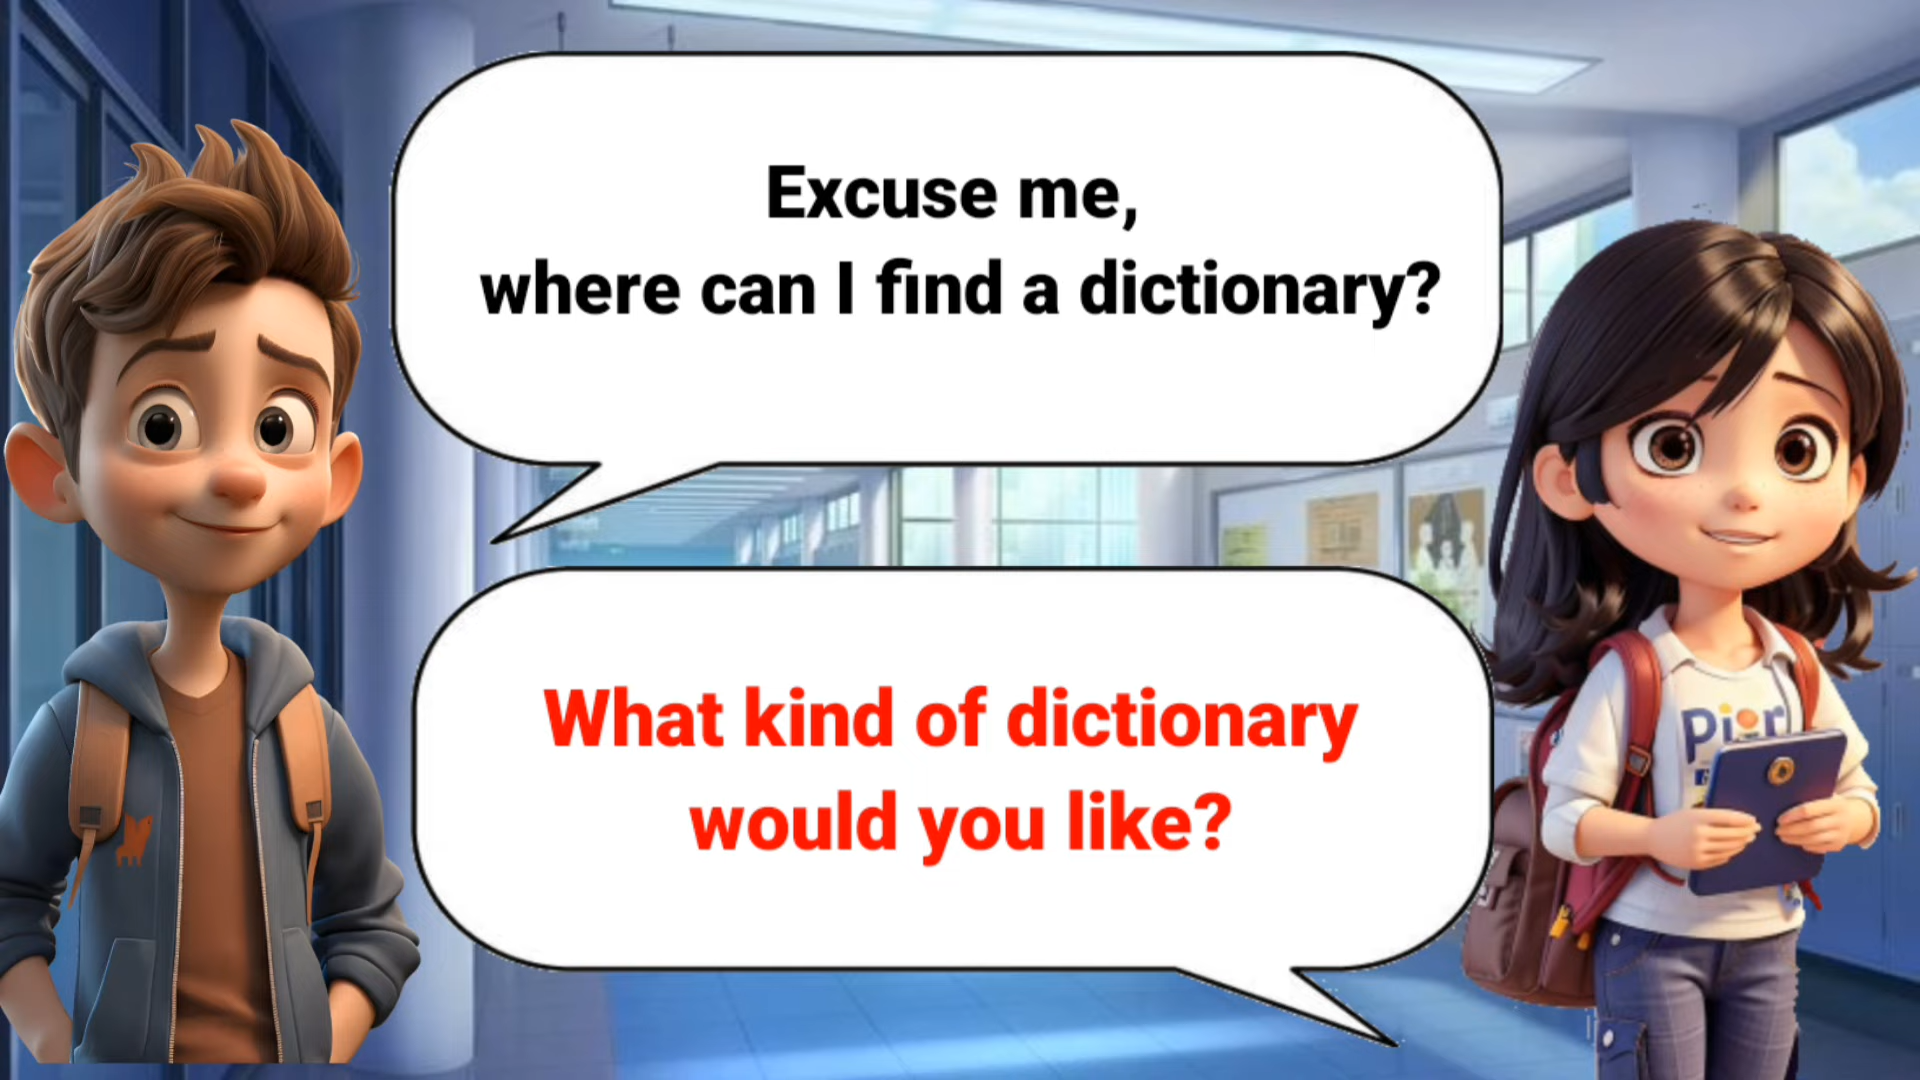 Excuse me,
where can I find a dictionary?
What kind of dictionary
would you like?